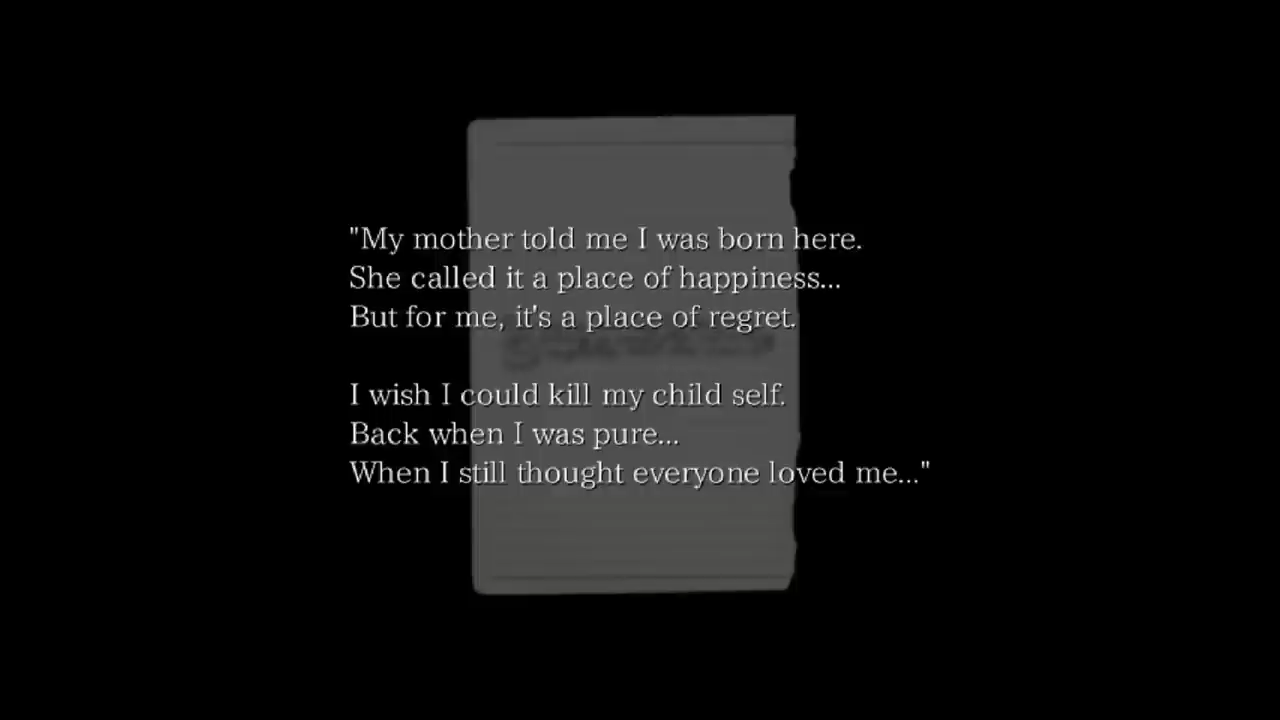 "My mother told me I was born here.
She called it a place of happiness...
But for me, it's a place of regret.
I wish I could kill my child self.
Back when I was pure...
When I still thought everyone loved me..."